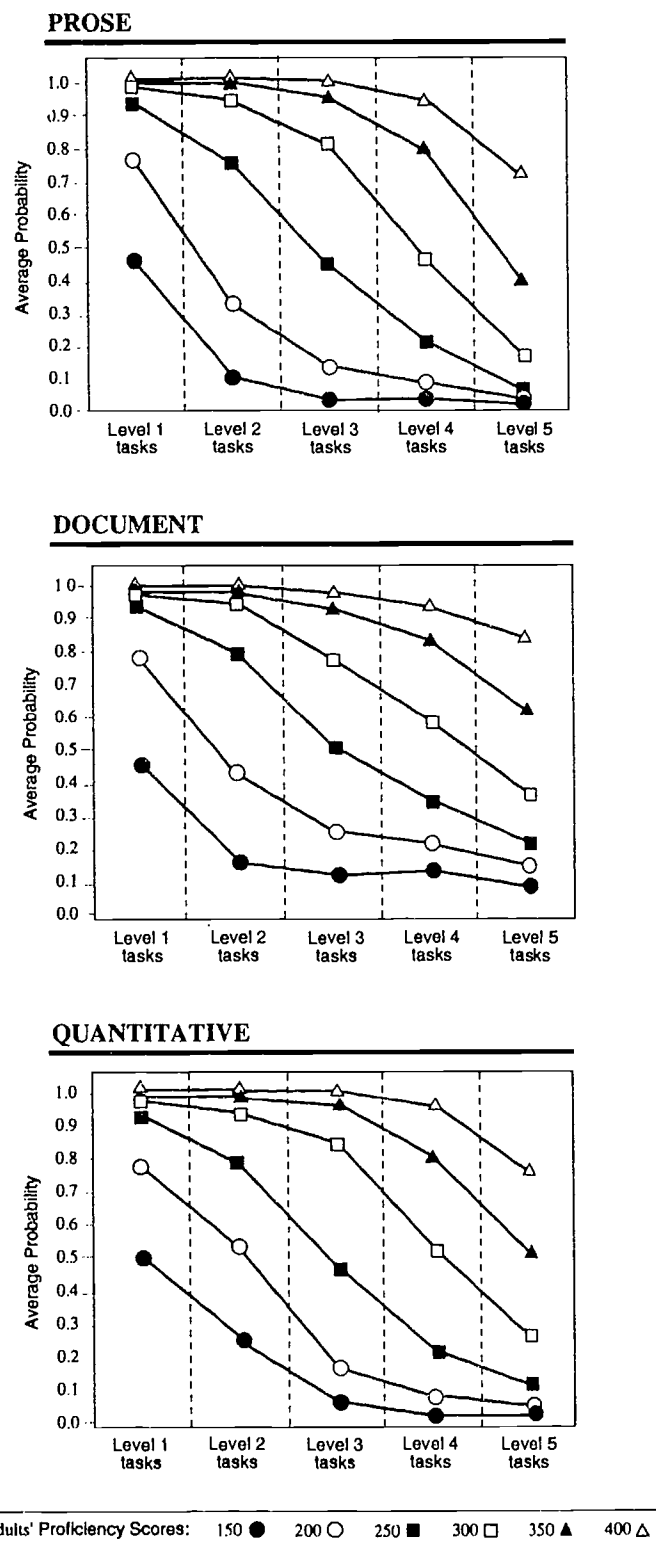 PROSE
Average Probability
1.0
0.9
0.8
0.7
0.6
0.5
0.4
0.3
0.2
0.1
0.0
Level 1 Level 2 Level 3 Level 4 Level 5
tasks tasks tasks tasks tasks
DOCUMENT
Average Probability
1.0
0.9
0.8
0.7
0.6
0.5
0.4
0.3
0.2
0.1
0.0
Level 1 Level 2 Level 3 Level 4 Level 5
tasks tasks tasks tasks tasks
QUANTITATIVE
Average Probability
1.0
0.9
0.8
0.7
0.6
0.5
0.4
0.3
0.2
0.1
0.0
Level 1 Level 2 Level 3 Level 4 Level 5
tasks tasks tasks tasks tasks
dults' Proficiency Scores: 150 200 250 300 350 400